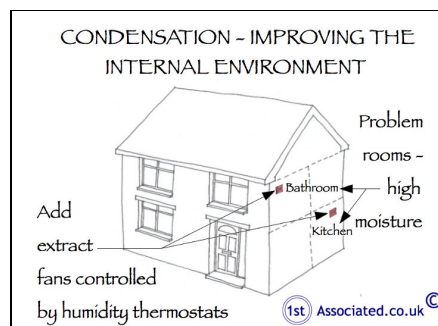 CONDENSATION - IMPROVING THE
INTERNAL ENVIRONMENT
Problem
rooms -
high
moisture
Bathroom
Kitchen
Add
extract
fans controlled
by humidity thermostats
1st Associated.co.uk ©